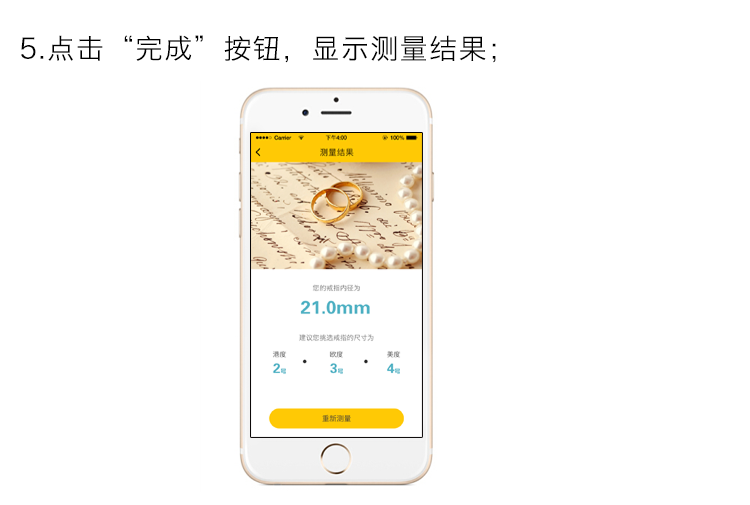 5.点击“完成”按钮，显示测量结果；
Carrier 下午4:00 100%
测量结果
您的戒指内径为
21.0mm
建议您挑选戒指的尺寸为
港度 欧度 美度
2号 3号 4号
重新测量